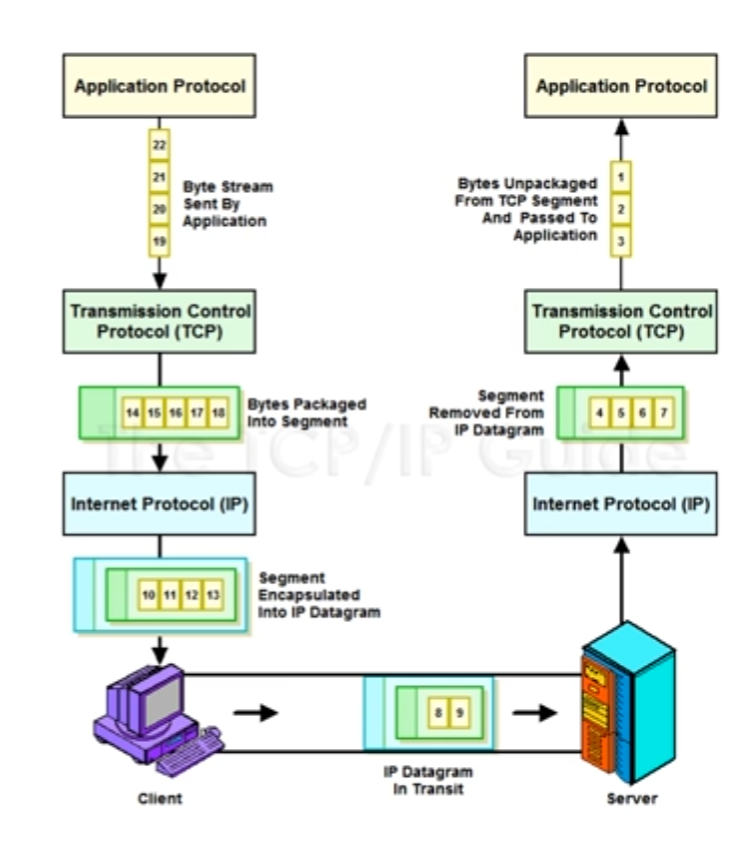 Application Protocol
22
21
20
19
Byte Stream
Sent By
Application
Transmission Control
Protocol (TCP)
14 15 16 17 18
Bytes Packaged
Into Segment
Internet Protocol (IP)
10 11 12 13
Segment
Encapsulated
Into IP Datagram
Client
8 9
IP Datagram
In Transit
Application Protocol
1
2
3
Bytes Unpackaged
From TCP Segment
And Passed To
Application
Transmission Control
Protocol (TCP)
Segment
Removed From
IP Datagram
4 5 6 7
Internet Protocol (IP)
Server
The TCP/IP Guide